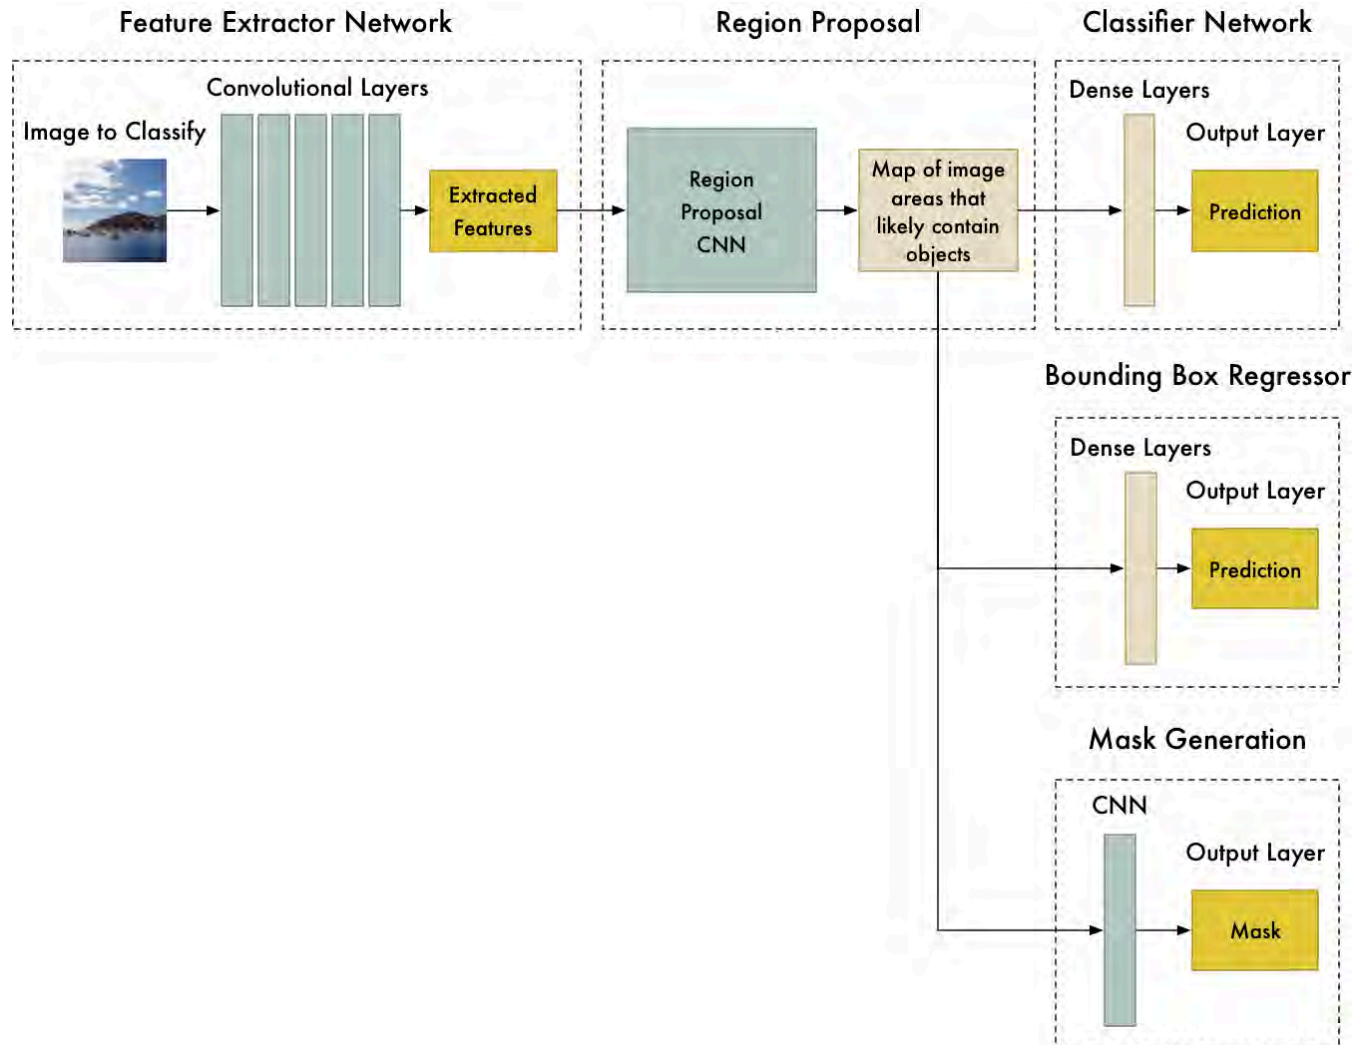 Feature Extractor Network
Region Proposal
Classifier Network
Convolutional Layers
Image to Classify
Extracted
Features
Region
Proposal
CNN
Map of image
areas that
likely contain
objects
Dense Layers
Output Layer
Prediction
Bounding Box Regressor
Dense Layers
Output Layer
Prediction
Mask Generation
CNN
Output Layer
Mask